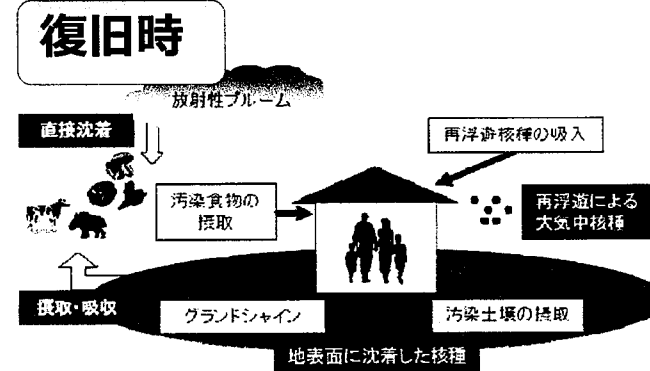 復旧時
放射性プルーム
直接沈着
再浮遊核種の吸入
汚染食物の
摂取
再浮遊による
大気中核種
摂取・吸収
グランドシャイン
汚染土壌の摂取
地表面に沈着した核種